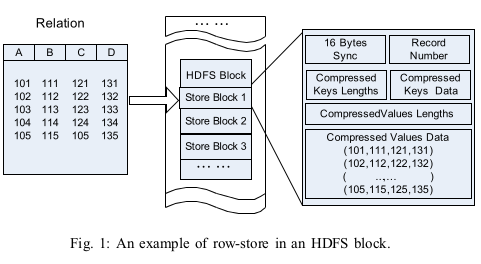 Relation
A B C D
101 111 121 131
102 112 122 132
103 113 123 133
104 114 124 134
105 115 105 135
... ...
HDFS Block
Store Block 1
Store Block 2
Store Block 3
... ...
16 Bytes
Sync
Record
Number
Compressed
Keys Lengths
Compressed
Keys Data
CompressedValues Lengths
Compressed Values Data
(101,111,121,131)
(102,112,122,132)
( ..,... )
(105,115,125,135)
Fig. 1: An example of row-store in an HDFS block.